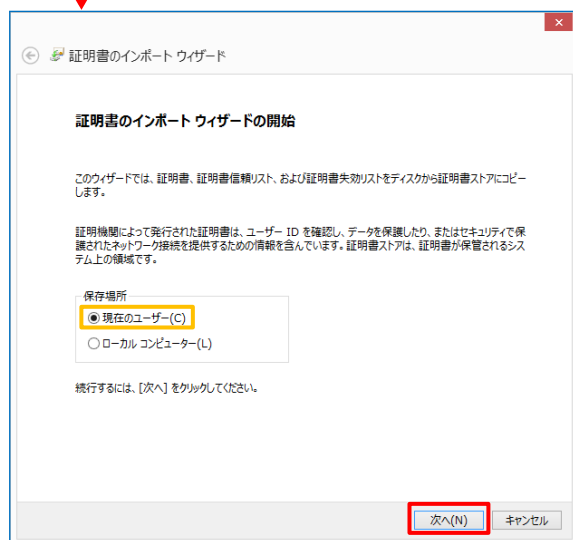 証明書のインポート ウィザード
証明書のインポート ウィザードの開始
このウィザードでは、証明書、証明書信頼リスト、および証明書失効リストをディスクから証明書ストアにコピー
します。
証明機関によって発行された証明書は、ユーザー ID を確認し、データを保護したり、またはセキュリティで保
護されたネットワーク接続を提供するための情報を含んでいます。証明書ストアは、証明書が保管されるシス
テム上の領域です。
保存場所
現在のユーザー(C)
ローカル コンピューター(L)
続行するには、[次へ] をクリックしてください。
次へ(N) キャンセル